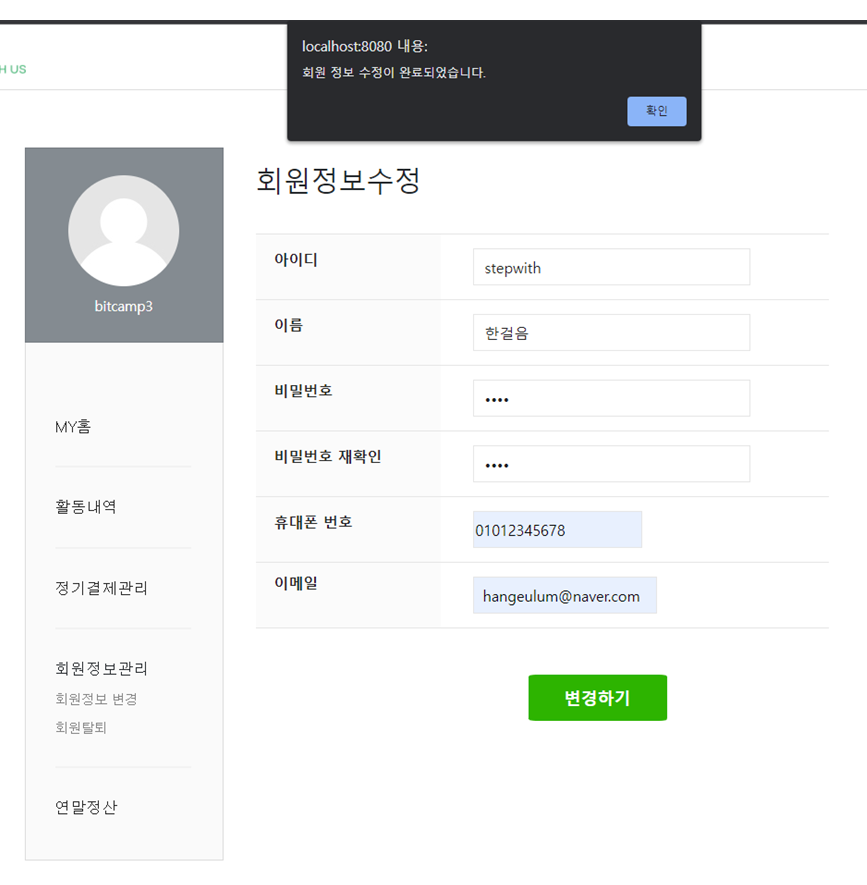 localhost:8080 내용:
회원 정보 수정이 완료되었습니다.
확인
H US
bitcamp3
MY홈
활동내역
정기결제관리
회원정보관리
회원정보 변경
회원탈퇴
연말정산
회원정보수정
아이디 stepwith
이름 한걸음
비밀번호 ••••
비밀번호 재확인 ••••
휴대폰 번호 01012345678
이메일 hangeulum@naver.com
변경하기